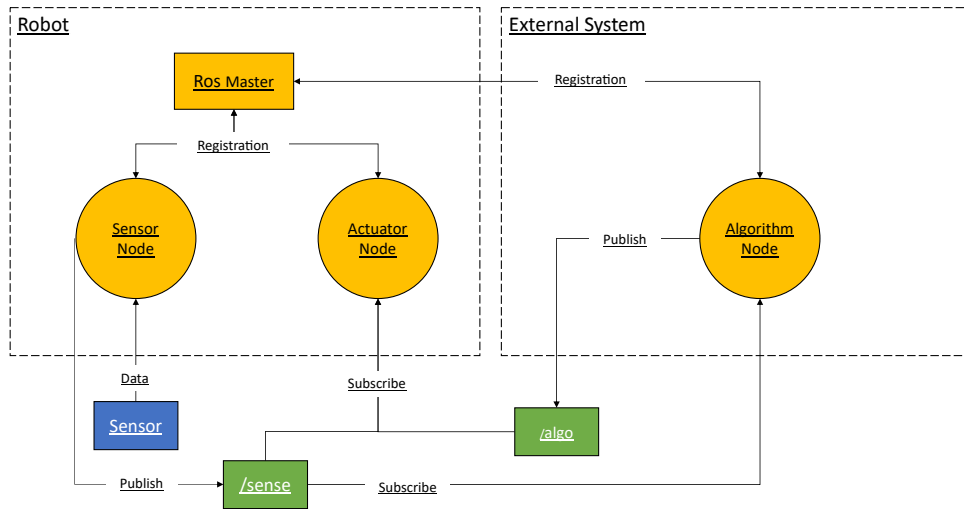 Robot
External System
Ros Master
Registration
Registration
Sensor
Node
Actuator
Node
Algorithm
Node
Publish
Data
Subscribe
Sensor
/algo
Publish
/sense
Subscribe